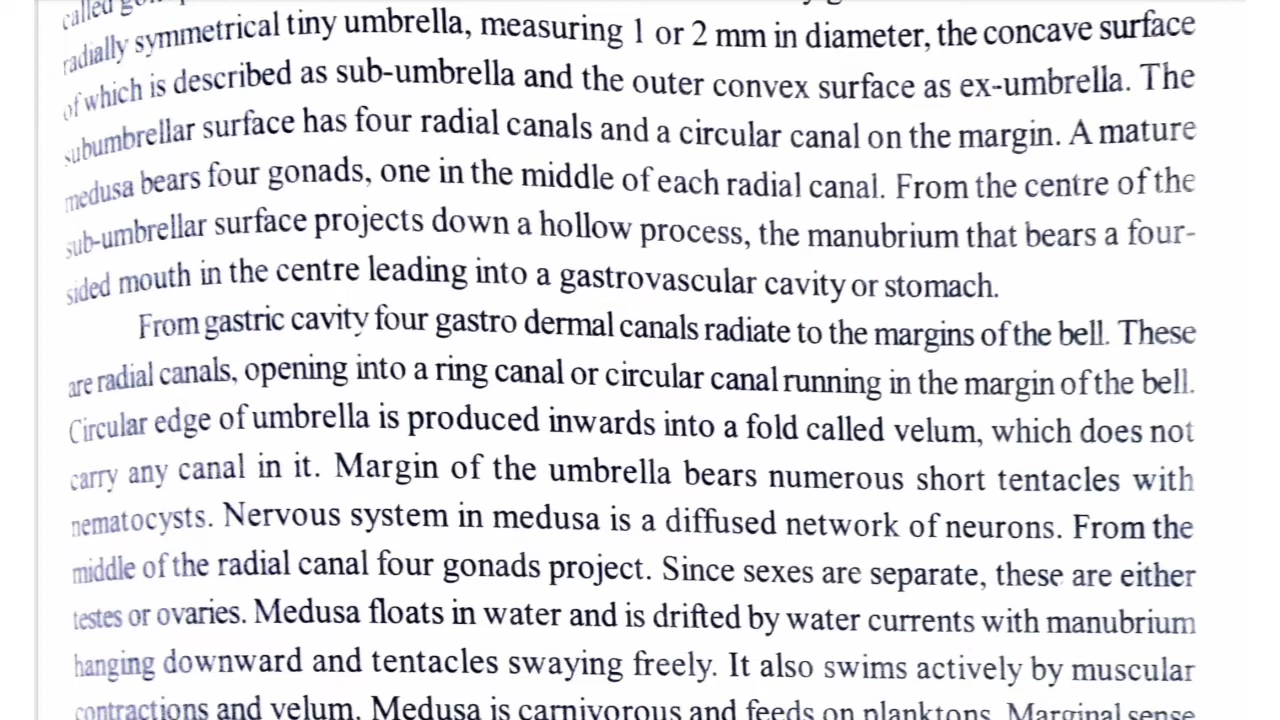 called
radially symmetrical tiny umbrella, measuring 1 or 2 mm in diameter, the concave surface
of which is described as sub-umbrella and the outer convex surface as ex-umbrella. The
subumbrellar surface has four radial canals and a circular canal on the margin. A mature
medusa bears four gonads, one in the middle of each radial canal. From the centre of the
sub-umbrellar surface projects down a hollow process, the manubrium that bears a four-
sided mouth in the centre leading into a gastrovascular cavity or stomach.
From gastric cavity four gastro dermal canals radiate to the margins of the bell. These
are radial canals, opening into a ring canal or circular canal running in the margin of the bell.
Circular edge of umbrella is produced inwards into a fold called velum, which does not
carry any canal in it. Margin of the umbrella bears numerous short tentacles with
nematocysts. Nervous system in medusa is a diffused network of neurons. From the
middle of the radial canal four gonads project. Since sexes are separate, these are either
testes or ovaries. Medusa floats in water and is drifted by water currents with manubrium
hanging downward and tentacles swaying freely. It also swims actively by muscular
contractions and velum. Medusa is carnivorous and feeds on planktons. Marginal sense